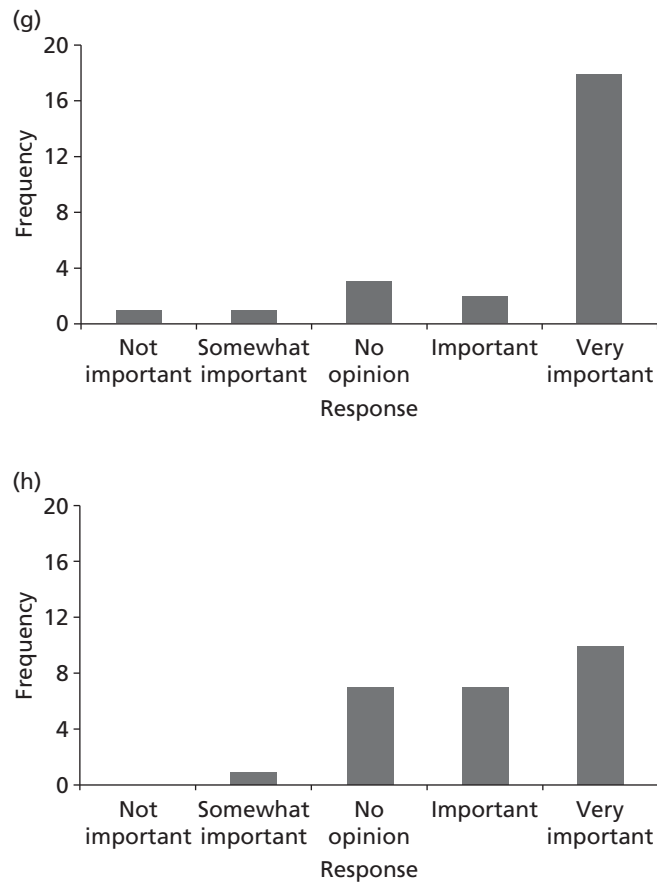 (g)
20
16
12
8
4
0
Frequency
Not important
Somewhat important
No opinion
Important
Very important
Response
(h)
20
16
12
8
4
0
Frequency
Not important
Somewhat important
No opinion
Important
Very important
Response